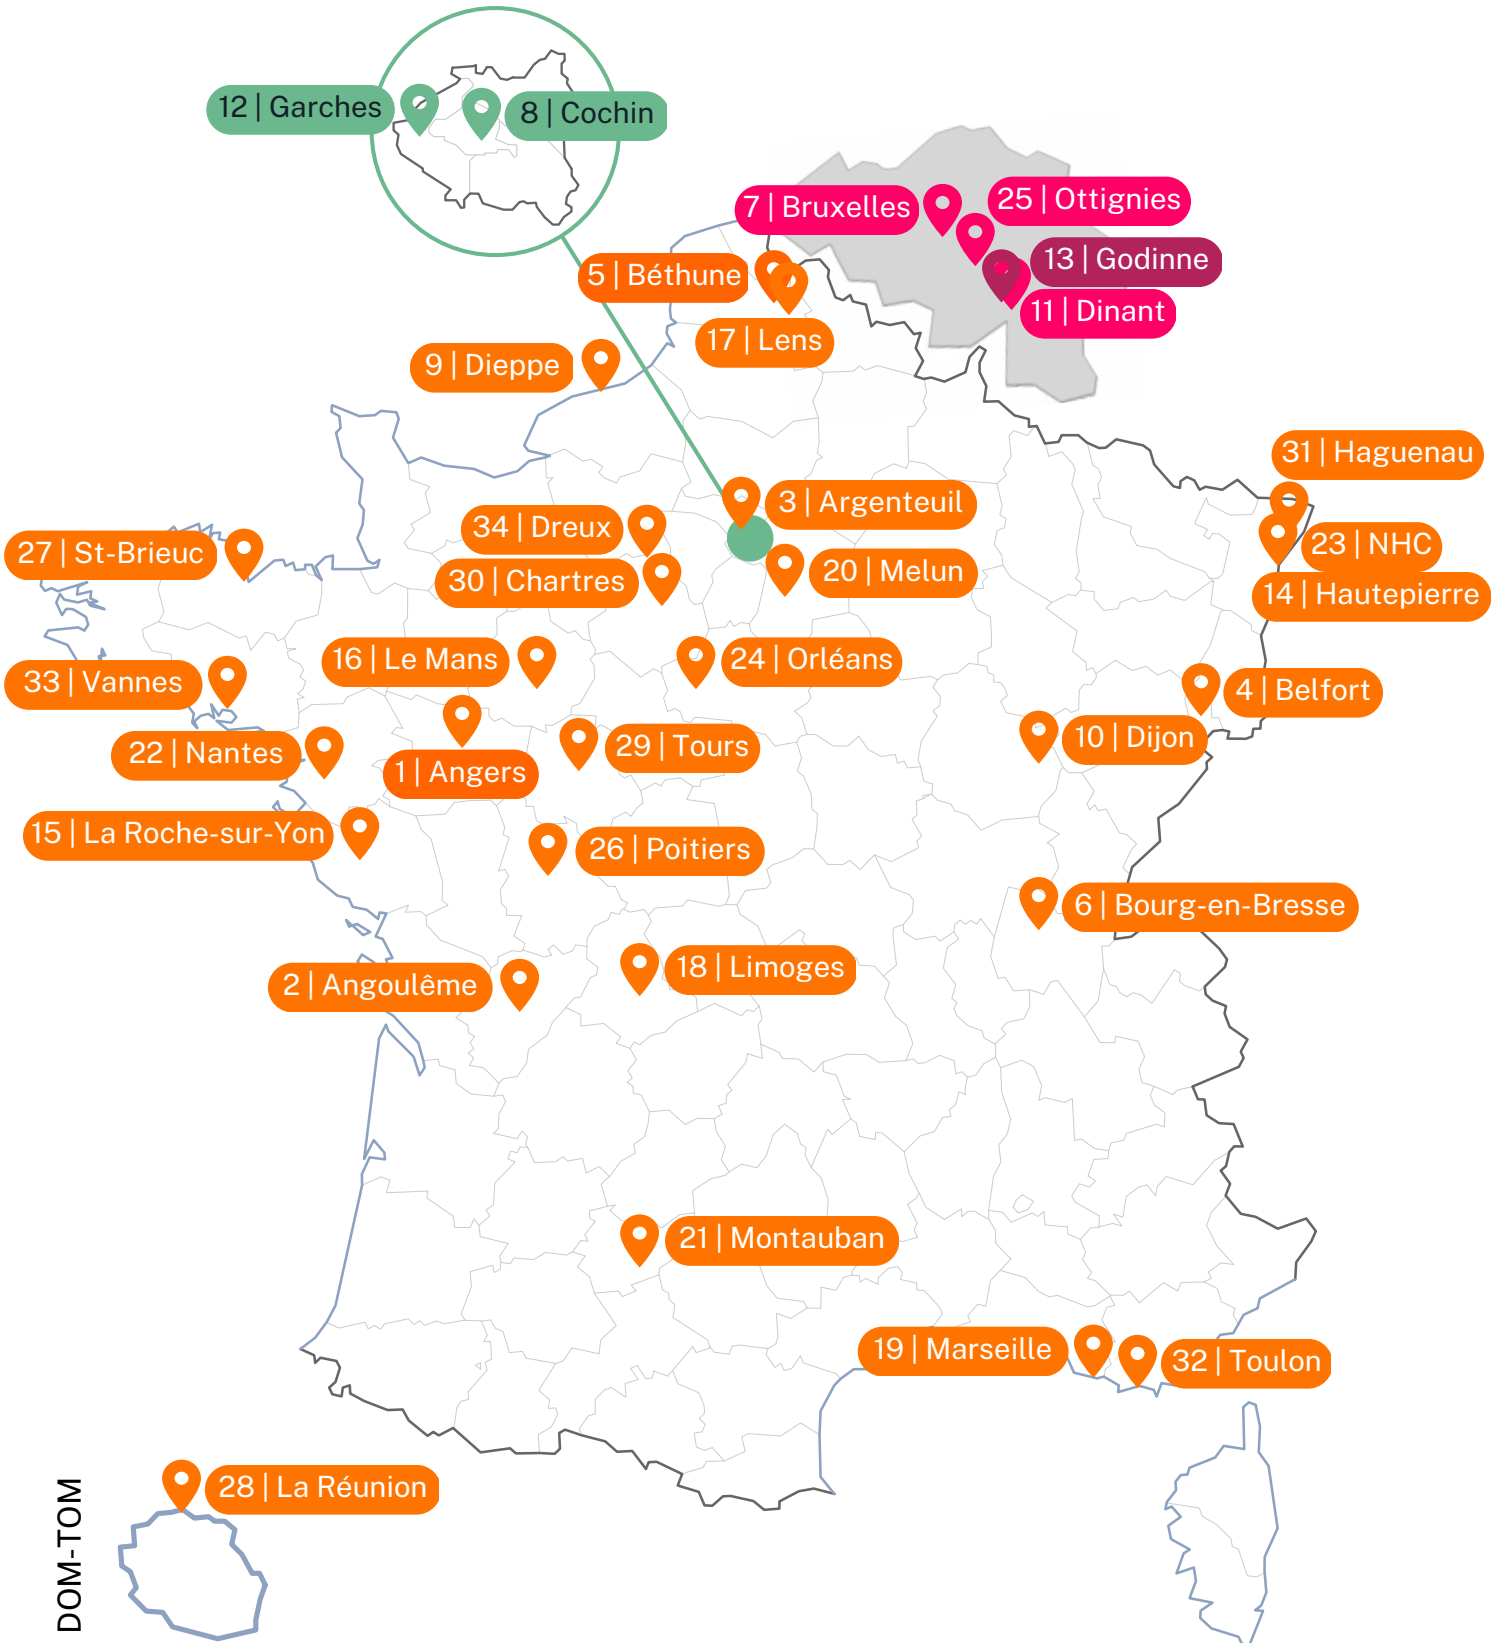 12 | Garches
8 | Cochin
7 | Bruxelles
25 | Ottignies
13 | Godinne
5 | Béthune
11 | Dinant
17 | Lens
9 | Dieppe
31 | Haguenau
3 | Argenteuil
34 | Dreux
23 | NHC
27 | St-Brieuc
20 | Melun
30 | Chartres
14 | Hautepierre
16 | Le Mans
24 | Orléans
33 | Vannes
4 | Belfort
10 | Dijon
29 | Tours
22 | Nantes
1 | Angers
15 | La Roche-sur-Yon
26 | Poitiers
6 | Bourg-en-Bresse
18 | Limoges
2 | Angoulême
21 | Montauban
19 | Marseille
32 | Toulon
28 | La Réunion
DOM-TOM